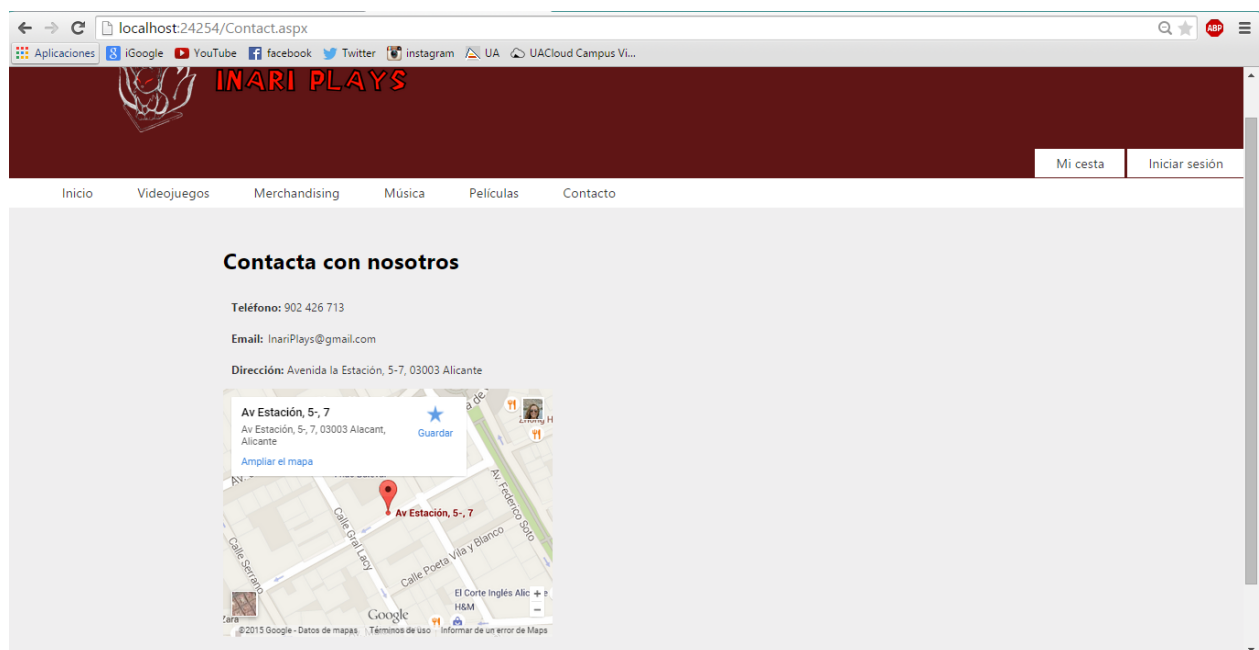 localhost:24254/Contact.aspx
ABP
Aplicaciones iGoogle YouTube facebook Twitter instagram UA UACloud Campus Vi...
INARI PLAYS
Mi cesta Iniciar sesión
Inicio Videojuegos Merchandising Música Películas Contacto
Contacta con nosotros
Teléfono: 902 426 713
Email: InariPlays@gmail.com
Dirección: Avenida la Estación, 5-7, 03003 Alicante
Av Estación, 5-, 7
Av Estación, 5-, 7, 03003 Alacant,
Alicante
Guardar
Ampliar el mapa
Av Estación, 5-, 7
Av. Federico Soto
Calle Gral Lacy
Calle Poeta Vila y Blanco
Calle Serrano
El Corte Inglés Alic
H&M
Zara
Google
©2015 Google - Datos de mapas Términos de uso Informar de un error de Maps